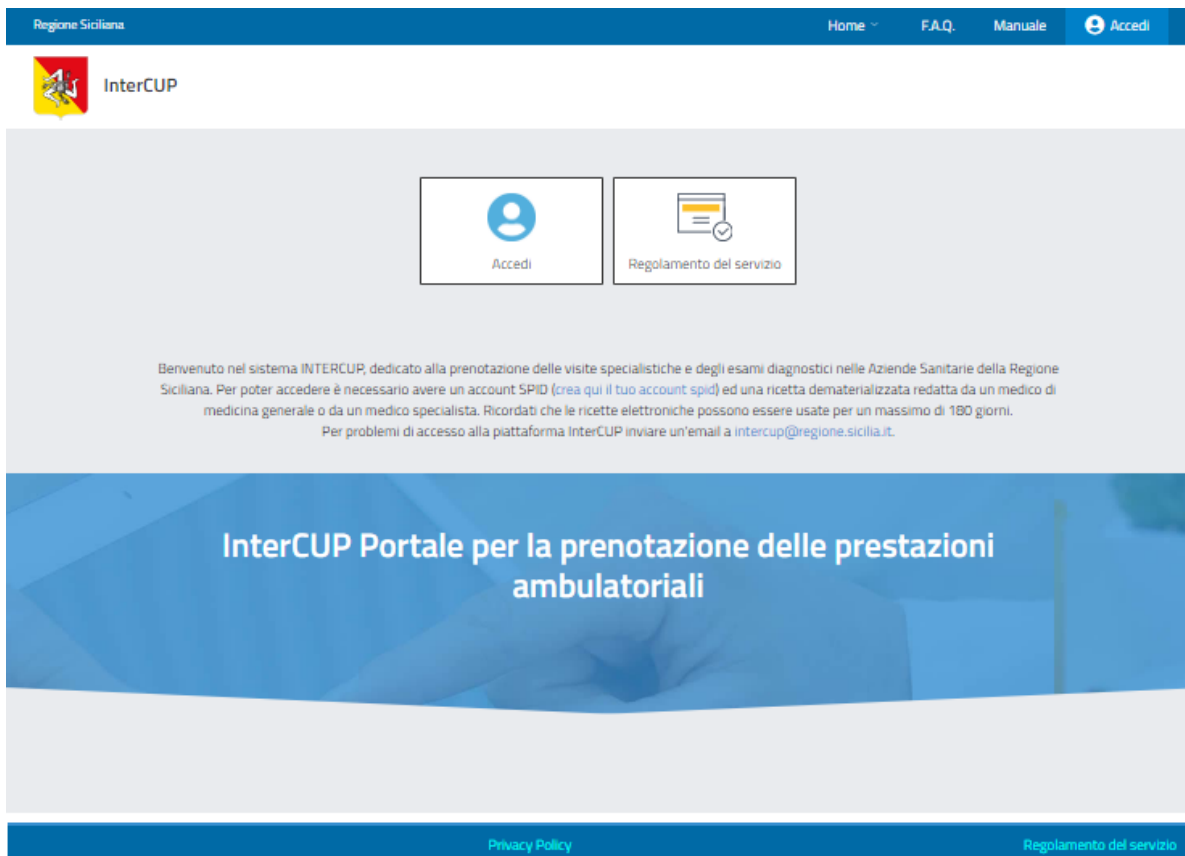 Regione Siciliana
Home
F.A.Q.
Manuale
Accedi
InterCUP
Accedi
Regolamento del servizio
Benvenuto nel sistema INTERCUP, dedicato alla prenotazione delle visite specialistiche e degli esami diagnostici nelle Aziende Sanitarie della Regione
Siciliana. Per poter accedere è necessario avere un account SPID (crea qui il tuo account spid) ed una ricetta dematerializzata redatta da un medico di
medicina generale o da un medico specialista. Ricordati che le ricette elettroniche possono essere usate per un massimo di 180 giorni.
Per problemi di accesso alla piattaforma InterCUP inviare un'email a intercup@regione.sicilia.it.
InterCUP Portale per la prenotazione delle prestazioni
ambulatoriali
Privacy Policy
Regolamento del servizio